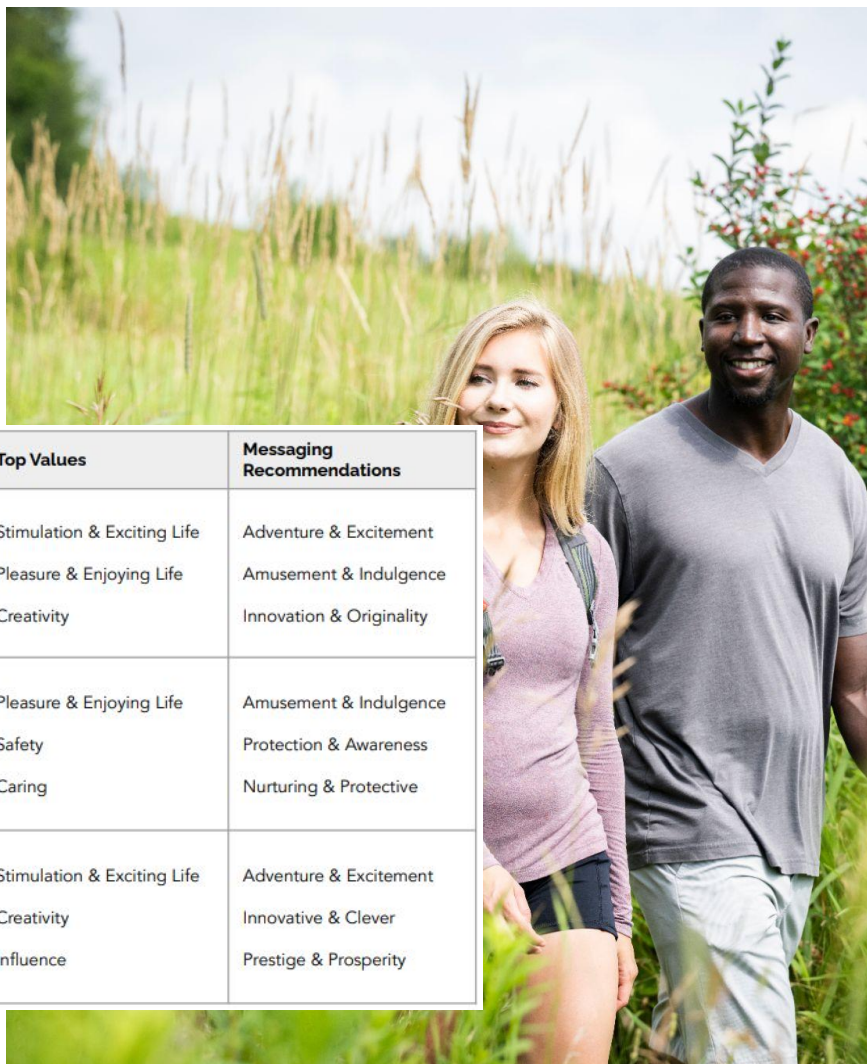 Top Values
Messaging
Recommendations
Stimulation & Exciting Life
Adventure & Excitement
Pleasure & Enjoying Life
Amusement & Indulgence
Creativity
Innovation & Originality
Pleasure & Enjoying Life
Amusement & Indulgence
Safety
Protection & Awareness
Caring
Nurturing & Protective
Stimulation & Exciting Life
Adventure & Excitement
Creativity
Innovative & Clever
Influence
Prestige & Prosperity